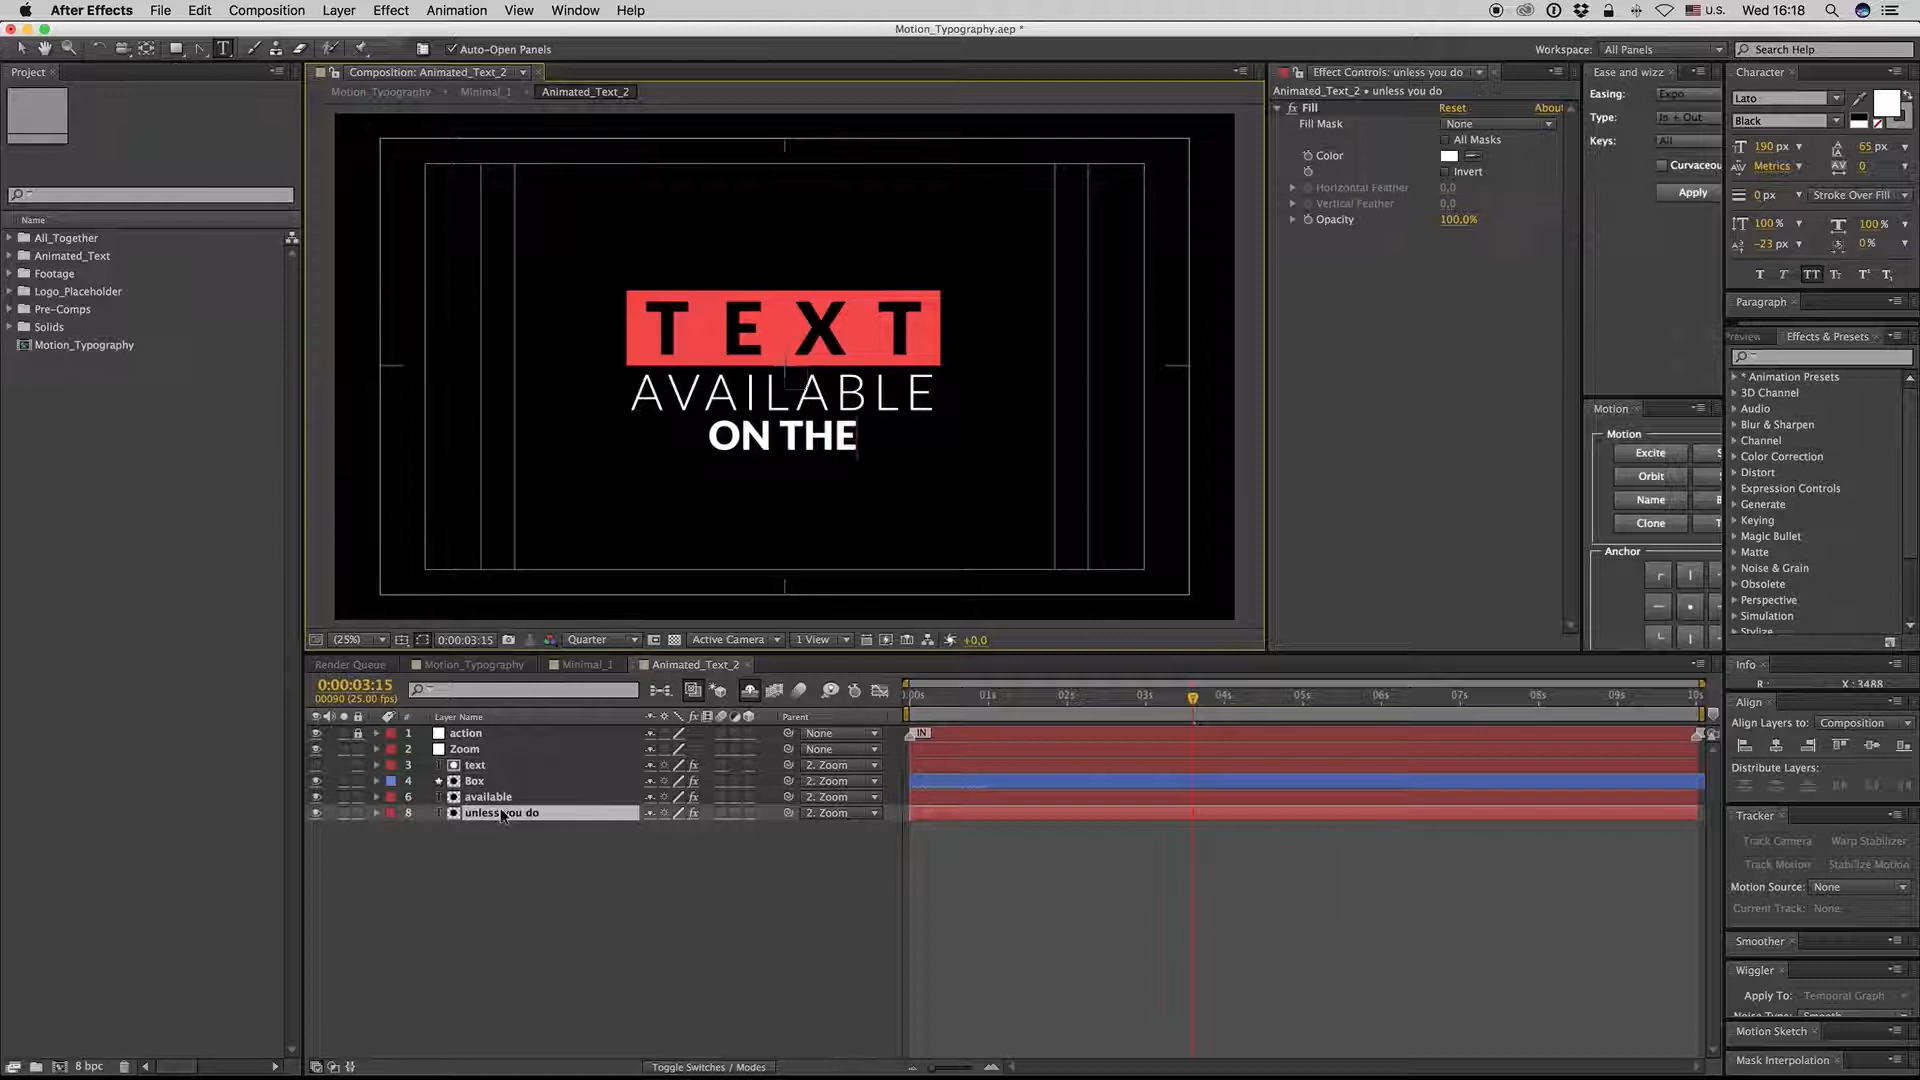 After Effects File Edit Composition Layer Effect Animation View Window Help U.S. Wed 16:18
Motion_Typography.aep *
T Auto-Open Panels Workspace: All Panels Search Help
Project
Name
All_Together
Animated_Text
Footage
Logo_Placeholder
Pre-Comps
Solids
Motion_Typography
8 bpc
Composition: Animated_Text_2
Motion_Typography Minimal_1 Animated_Text_2
TEXT
AVAILABLE
ON THE
(25%) 0:00:03:15 Quarter Active Camera 1 View +0,0
Effect Controls: unless you do
Animated_Text_2 • unless you do
fx Fill Reset About
Fill Mask None
All Masks
Color
Invert
Horizontal Feather 0,0
Vertical Feather 0,0
Opacity 100,0%
Ease and wizz
Easing: Expo
Type: In + Out
Keys: All
Curvaceou
Apply
Motion
Motion
Excite
Orbit
Name
Clone
Anchor
Character
Lato
Black
190 px 65 px
Metrics 0
0 px Stroke Over Fill
100 % 100 %
-23 px 0 %
T T TT Tr T¹ T₁
Paragraph
review Effects & Presets
* Animation Presets
3D Channel
Audio
Blur & Sharpen
Channel
Color Correction
Distort
Expression Controls
Generate
Keying
Magic Bullet
Matte
Noise & Grain
Obsolete
Perspective
Simulation
Stylize
Info
R : X : 3488
Align
Align Layers to: Composition
Distribute Layers:
Tracker
Track Camera Warp Stabilizer
Track Motion Stabilize Motion
Motion Source: None
Current Track: None
Smoother
Wiggler
Apply To: Temporal Graph
Noise Type: Smooth
Motion Sketch
Mask Interpolation
Render Queue Motion_Typography Minimal_1 Animated_Text_2
0:00:03:15
00090 (25.00 fps)
:00s 01s 02s 03s 04s 05s 06s 07s 08s 09s 10s
# Layer Name fx Parent
1 action None IN
2 Zoom None
3 text fx 2. Zoom
4 Box fx 2. Zoom
6 available fx 2. Zoom
8 unless you do fx 2. Zoom
Toggle Switches / Modes